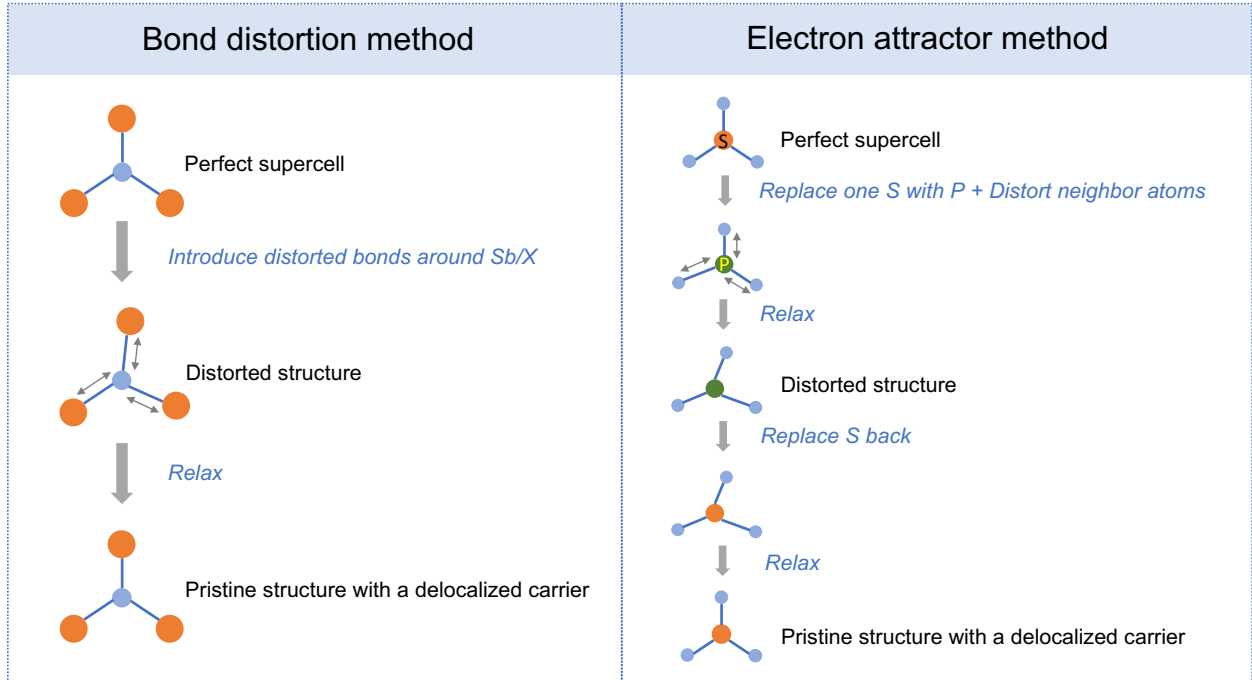 Bond distortion method
Perfect supercell
Introduce distorted bonds around Sb/X
Distorted structure
Relax
Pristine structure with a delocalized carrier
Electron attractor method
S
Perfect supercell
Replace one S with P + Distort neighbor atoms
P
Relax
Distorted structure
Replace S back
Relax
Pristine structure with a delocalized carrier